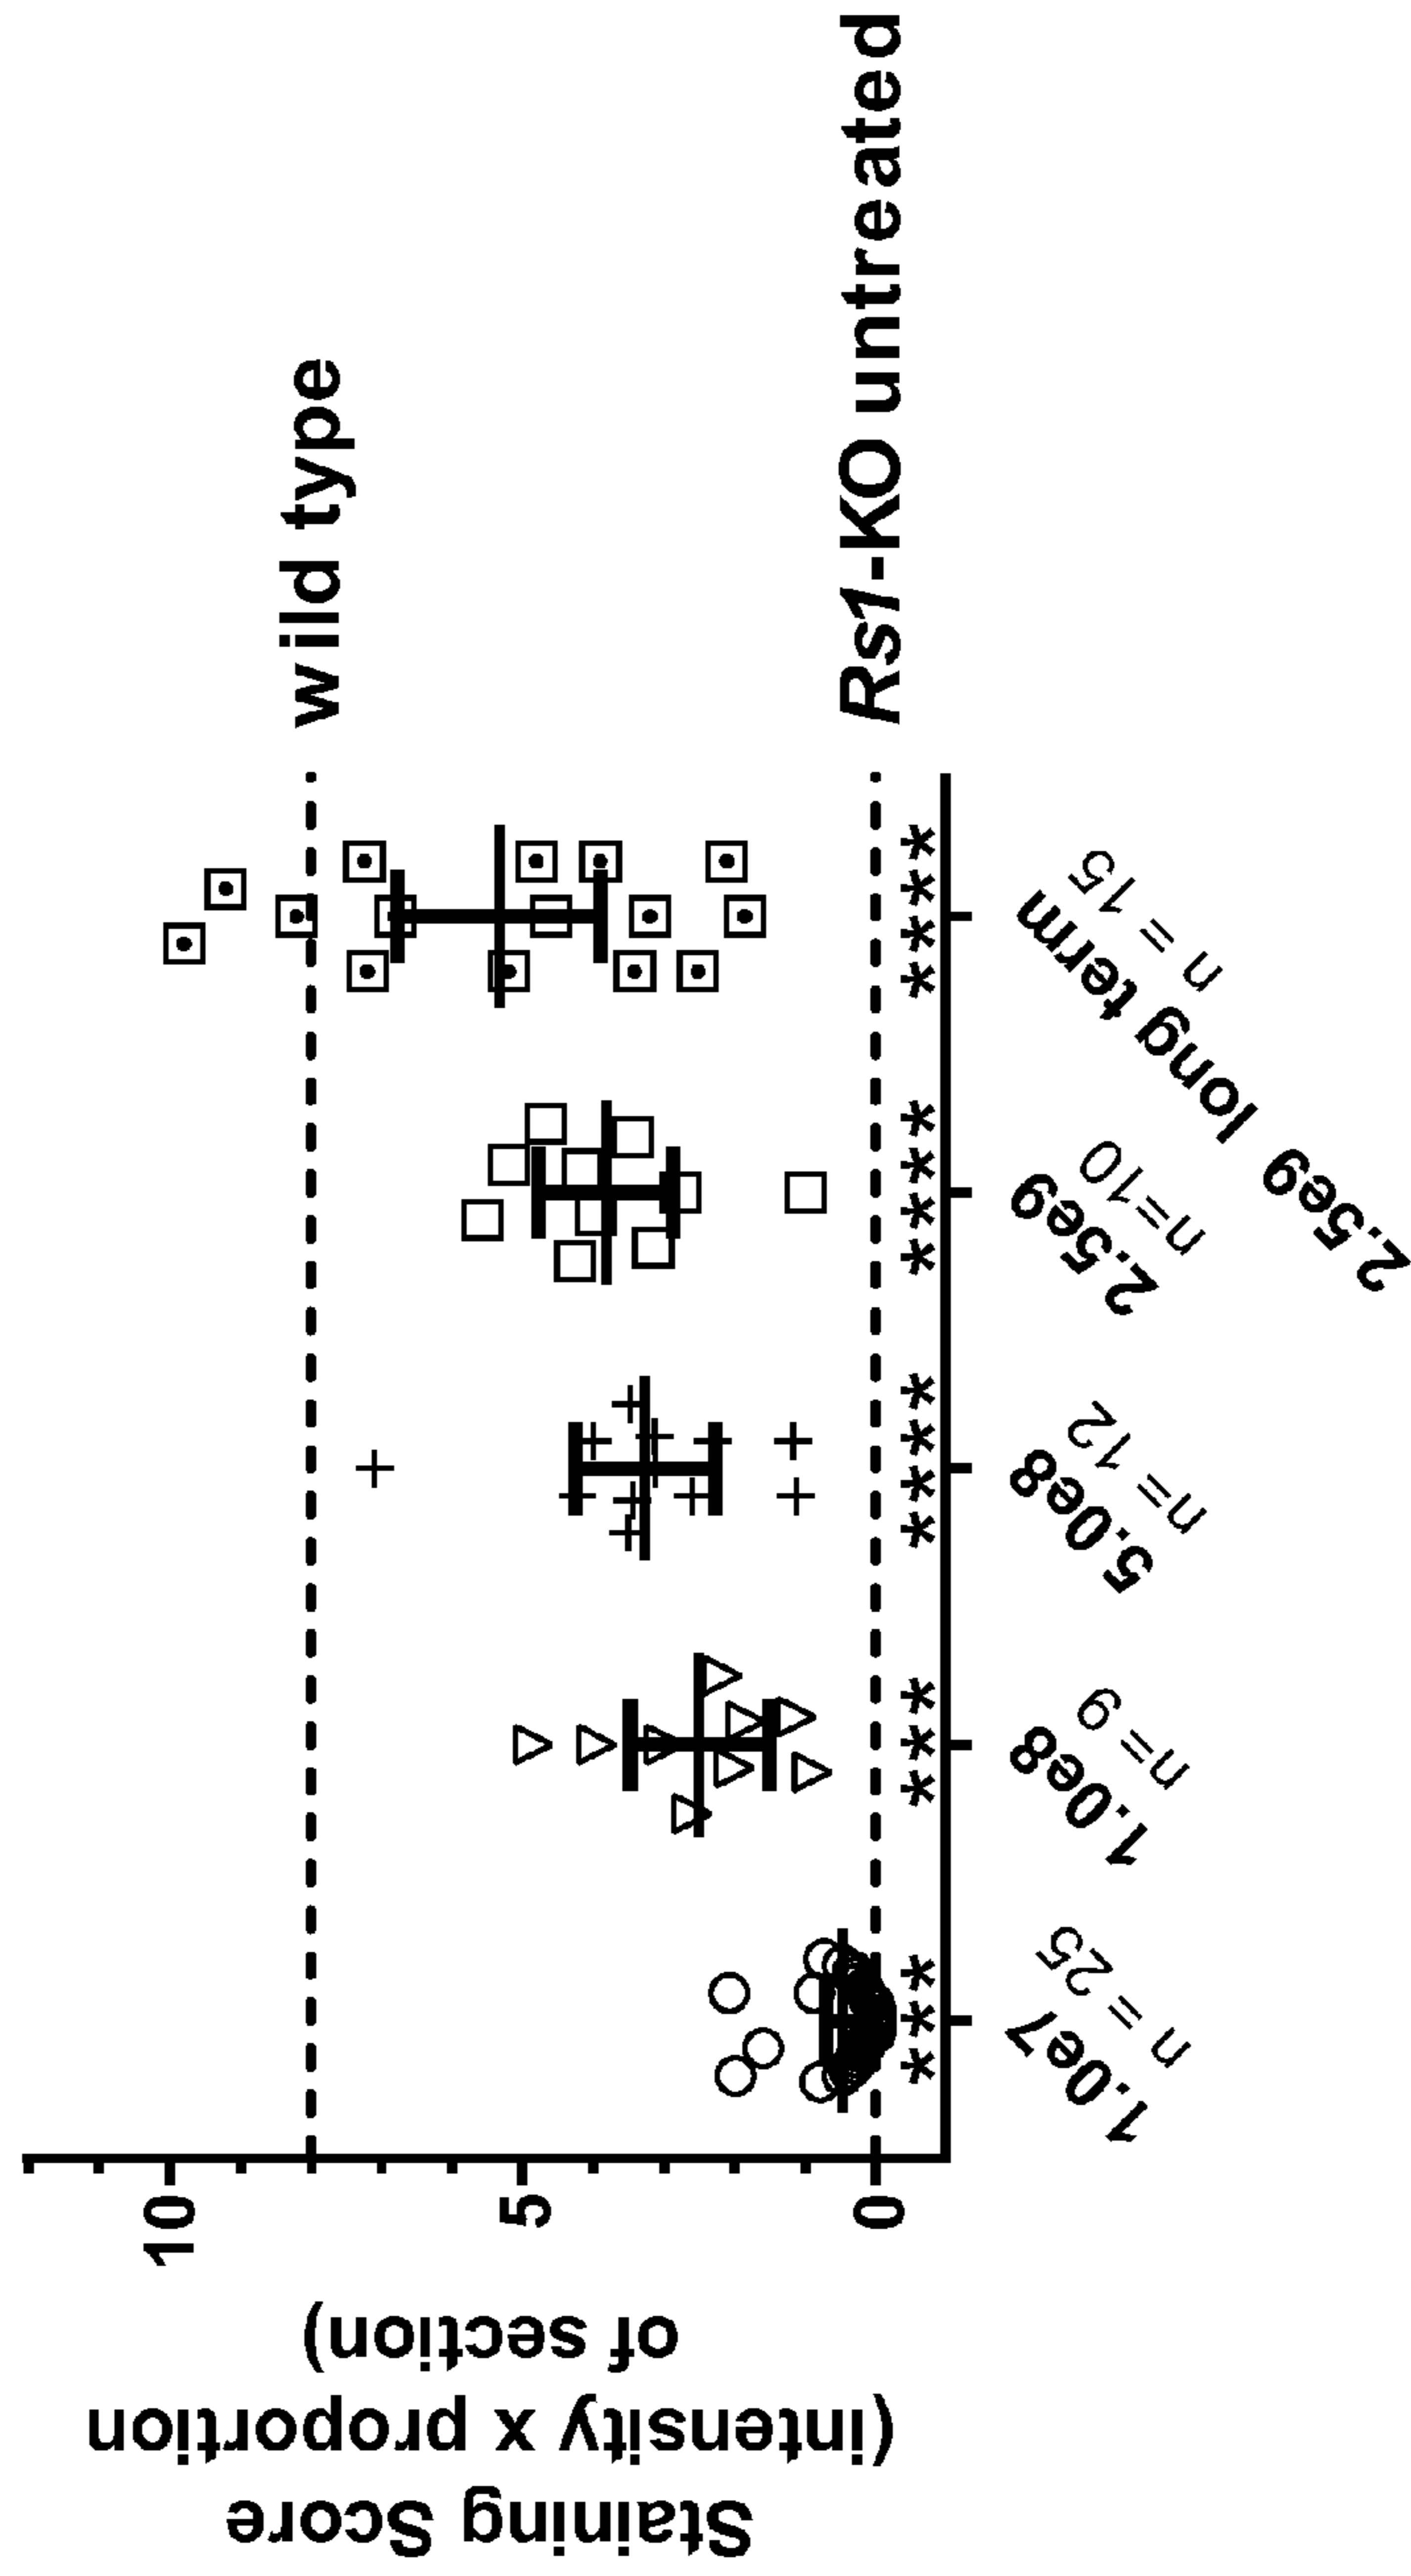 Staining Score
(intensity x proportion
of section)
10
5
0
wild type
Rs1-KO untreated
*** *** **** **** ****
1.0e7
n = 25
1.0e8
n= 9
5.0e8
n= 12
2.5e9
n=10
2.5e9 long term
n = 15